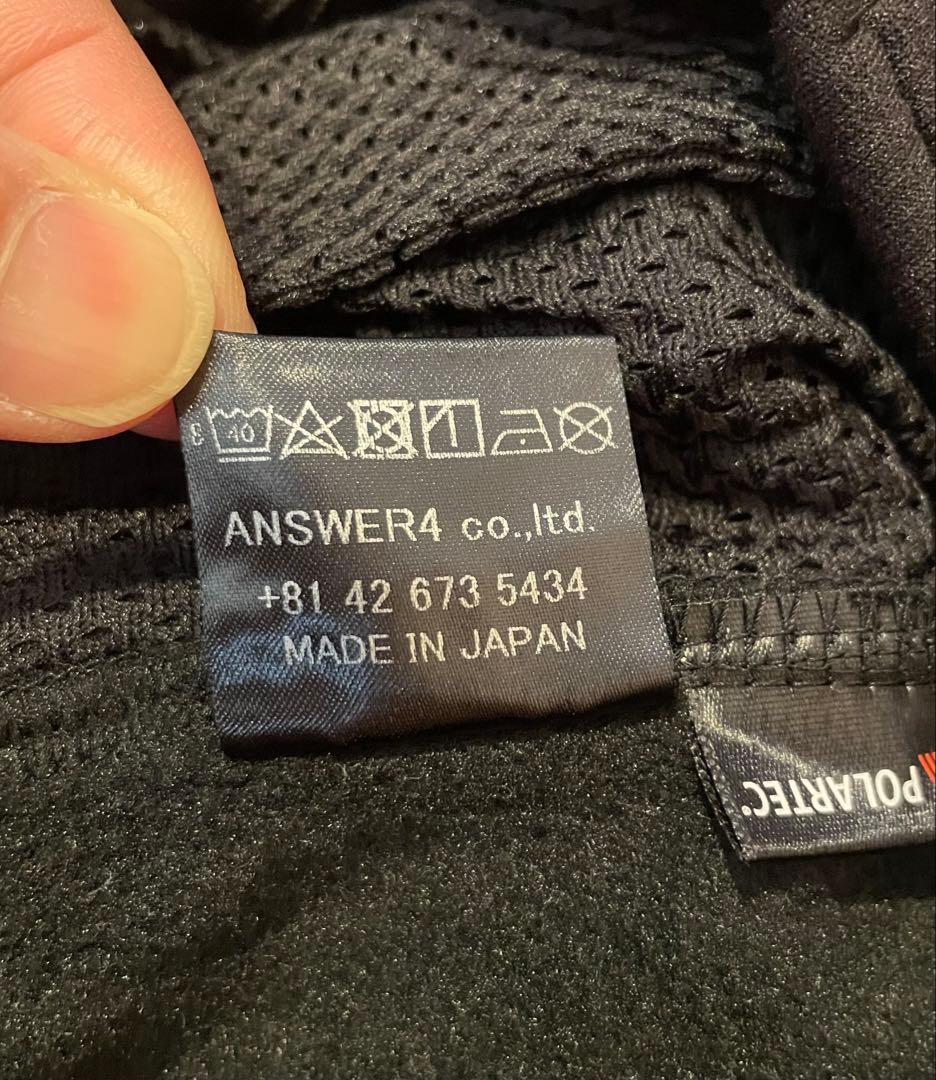 40
ANSWER4 co.,ltd.
+81 42 673 5434
MADE IN JAPAN
POLARTEC